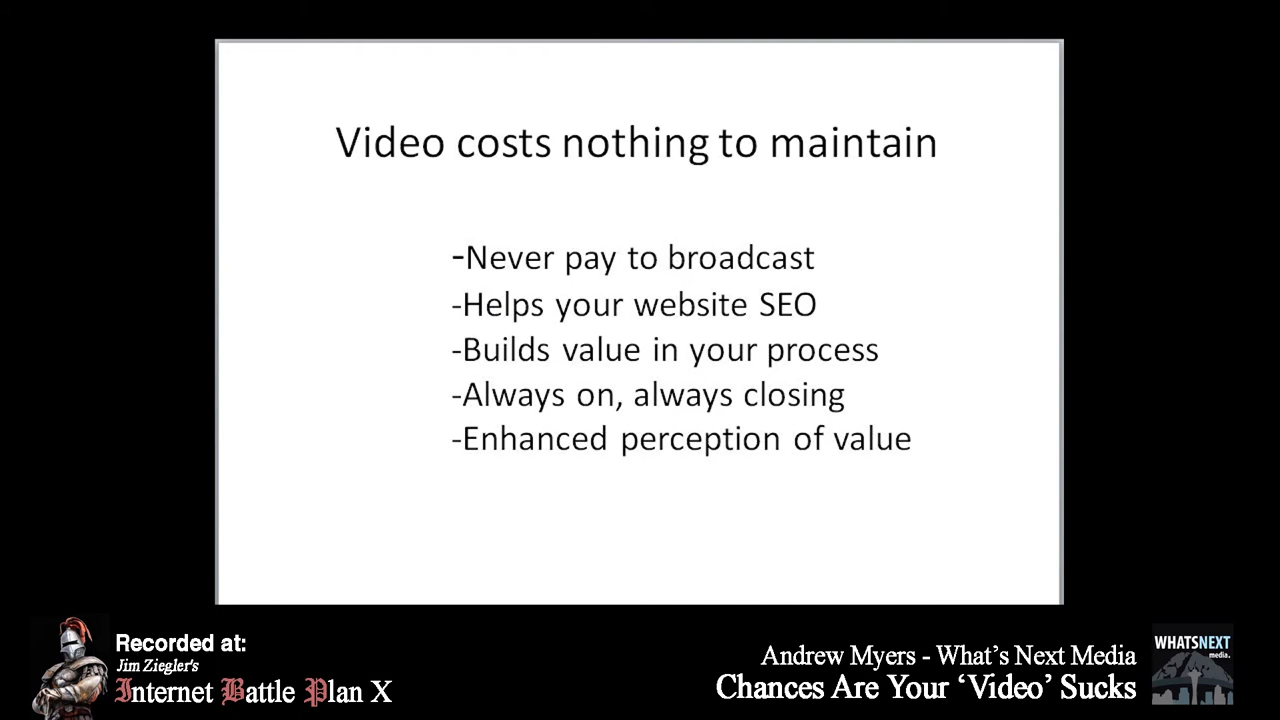 Video costs nothing to maintain
-Never pay to broadcast
-Helps your website SEO
-Builds value in your process
-Always on, always closing
-Enhanced perception of value
Recorded at:
Jim Ziegler's
Internet Battle Plan X
Andrew Myers - What's Next Media
Chances Are Your ‘Video’ Sucks
WHATSNEXT
media.